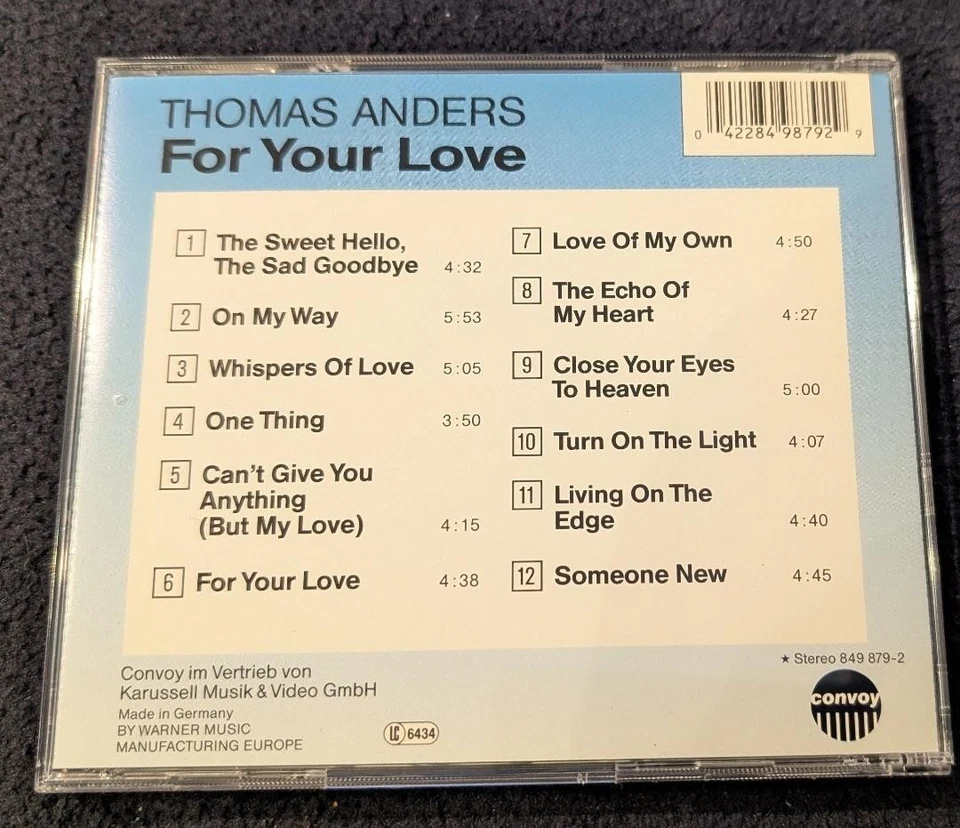 THOMAS ANDERS
For Your Love
0 42284 98792 9
1 The Sweet Hello,
The Sad Goodbye 4:32
2 On My Way 5:53
3 Whispers Of Love 5:05
4 One Thing 3:50
5 Can't Give You
Anything
(But My Love) 4:15
6 For Your Love 4:38
7 Love Of My Own 4:50
8 The Echo Of
My Heart 4:27
9 Close Your Eyes
To Heaven 5:00
10 Turn On The Light 4:07
11 Living On The
Edge 4:40
12 Someone New 4:45
Convoy im Vertrieb von
Karussell Musik & Video GmbH
Made in Germany
BY WARNER MUSIC
MANUFACTURING EUROPE
LC 6434
★ Stereo 849 879-2
convoy